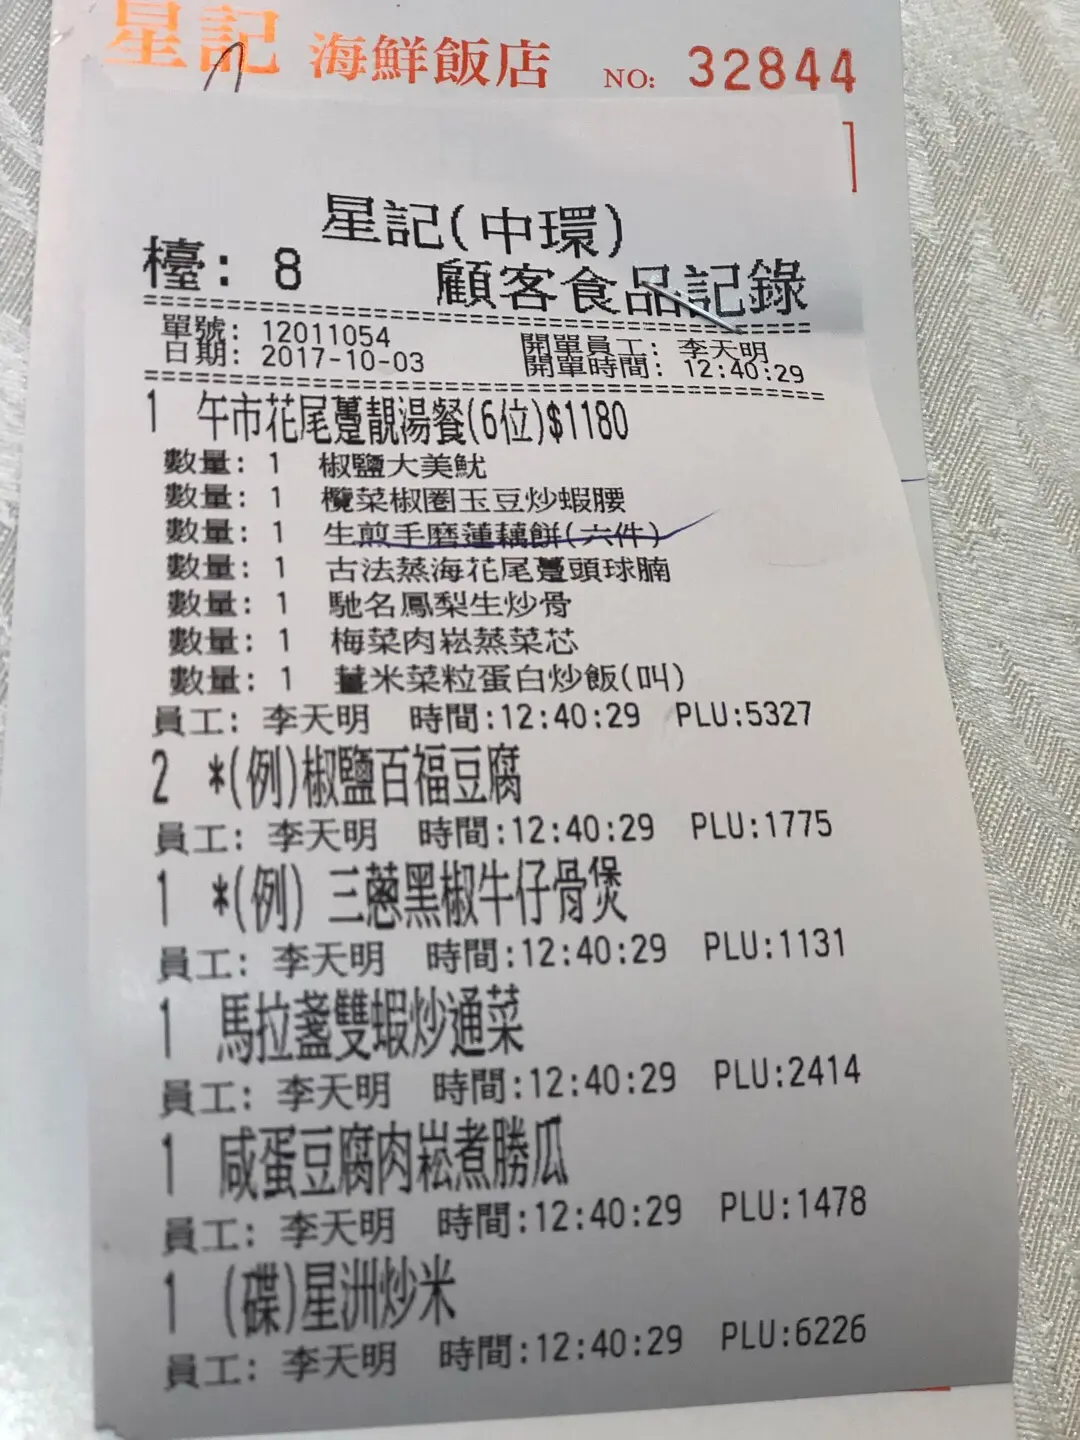 星記 海鮮飯店 NO: 32844
星記(中環)
檯: 8 顧客食品記錄
單號: 12011054 開單員工: 李天明
日期: 2017-10-03 開單時間: 12:40:29
1 午市花尾躉靚湯餐(6位)$1180
數量: 1 椒鹽大美魷
數量: 1 欖菜椒圈玉豆炒蝦腰
數量: 1 生煎手磨蓮藕餅(六件)
數量: 1 古法蒸海花尾躉頭球腩
數量: 1 馳名鳳梨生炒骨
數量: 1 梅菜肉崧蒸菜芯
數量: 1 薑米菜粒蛋白炒飯(叫)
員工: 李天明 時間:12:40:29 PLU:5327
2 *(例)椒鹽百福豆腐
員工: 李天明 時間:12:40:29 PLU:1775
1 *(例) 三蔥黑椒牛仔骨煲
員工: 李天明 時間:12:40:29 PLU:1131
1 馬拉盞雙蝦炒通菜
員工: 李天明 時間:12:40:29 PLU:2414
1 咸蛋豆腐肉崧煮勝瓜
員工: 李天明 時間:12:40:29 PLU:1478
1 (碟)星洲炒米
員工: 李天明 時間:12:40:29 PLU:6226